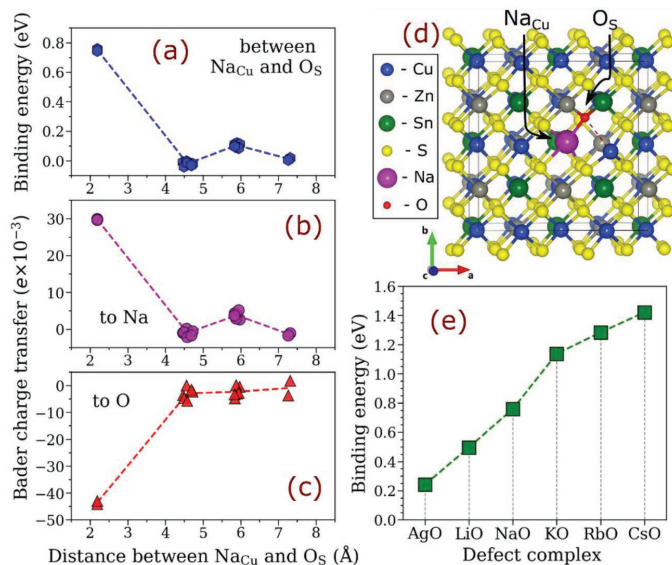 (a)
between
Na_Cu and O_S
Binding energy (eV)
0.8
0.6
0.4
0.2
0.0
2 3 4 5 6 7 8
(b)
to Na
30
20
10
0
2 3 4 5 6 7 8
Bader charge transfer (e×10⁻³)
to O
(c)
0
−10
−20
−30
−40
−50
2 3 4 5 6 7 8
Distance between Na_Cu and O_S (Å)
(d)
Na_Cu
O_S
- Cu
- Zn
- Sn
- S
- Na
- O
b
c
a
(e)
Binding energy (eV)
1.6
1.4
1.2
1.0
0.8
0.6
0.4
0.2
0.0
AgO LiO NaO KO RbO CsO
Defect complex